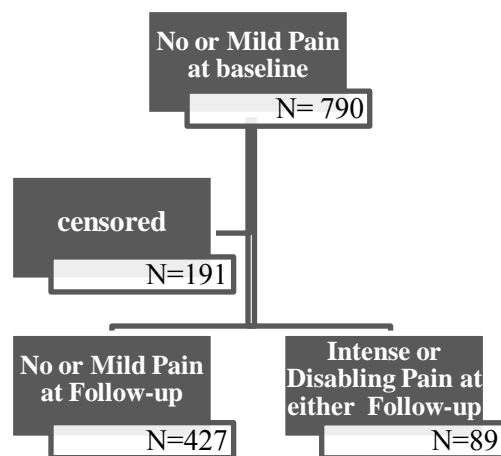 No or Mild Pain
at baseline
N= 790
censored
N=191
No or Mild Pain
at Follow-up
N=427
Intense or
Disabling Pain at
either Follow-up
N=89